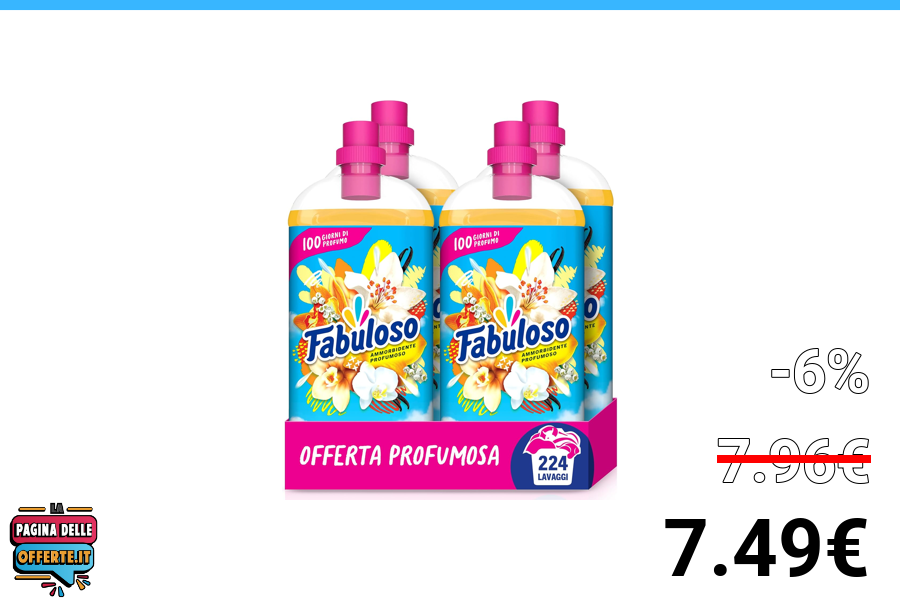 100 GIORNI DI
PROFUMO
100 GIORNI DI
PROFUMO
Fabuloso
AMMORBIDENTE
PROFUMOSO
Fabuloso
AMMORBIDENTE
PROFUMOSO
OFFERTA PROFUMOSA
224
LAVAGGI
-6%
7.96€
7.49€
LA
PAGINA DELLE
OFFERTE.IT